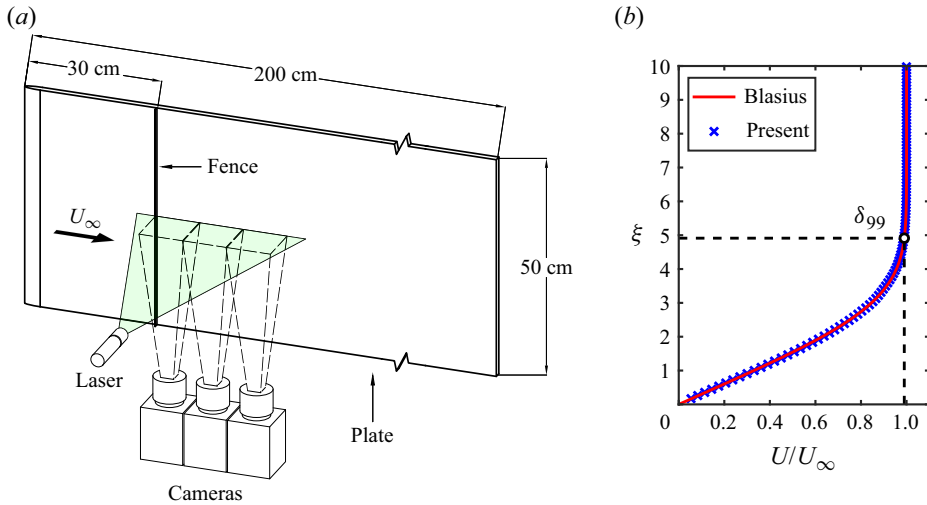 (a)
30 cm
200 cm
Fence
U∞
50 cm
Laser
Plate
Cameras
(b)
10
9
8
7
6
5
4
3
2
1
0
ξ
Blasius
Present
δ99
0.2
0.4
0.6
0.8
1.0
U/U∞